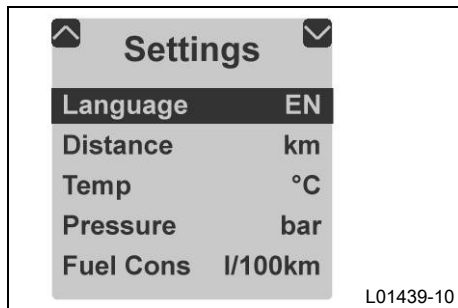 Settings
Language EN
Distance km
Temp °C
Pressure bar
Fuel Cons l/100km
L01439-10